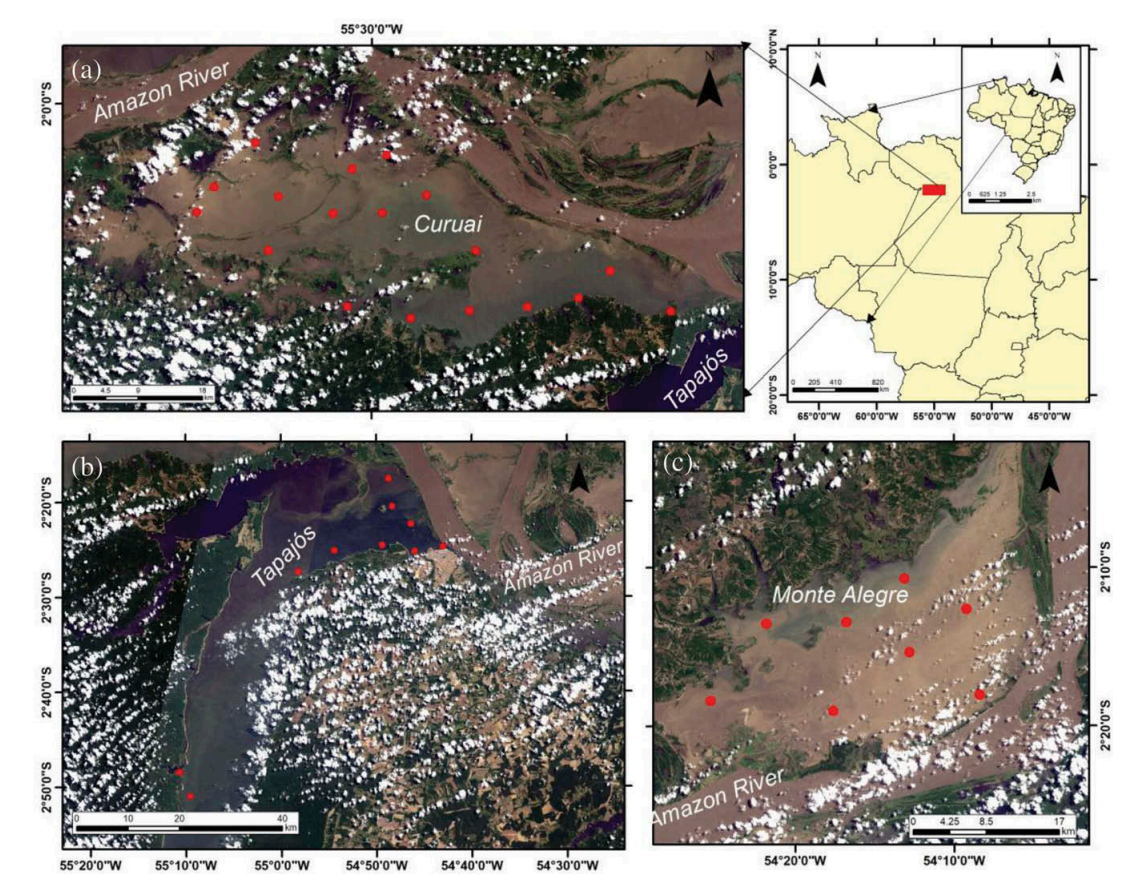 55°30'0"W
(a)
Amazon River
N
2°0'0"S
Curuai
Tapajós
0 4.5 9 18
km
N
N
0°0'0"S
10°0'0"S
20°0'0"S
0 625 1.25 2.5
km
0 205 410 820
km
65°0'0"W 60°0'0"W 55°0'0"W 50°0'0"W 45°0'0"W
(b)
Tapajós
Amazon River
2°20'0"S
2°30'0"S
2°40'0"S
2°50'0"S
0 10 20 40
km
55°20'0"W 55°10'0"W 55°0'0"W 54°50'0"W 54°40'0"W 54°30'0"W
(c)
Monte Alegre
Amazon River
2°10'0"S
2°20'0"S
0 4.25 8.5 17
km
54°20'0"W 54°10'0"W